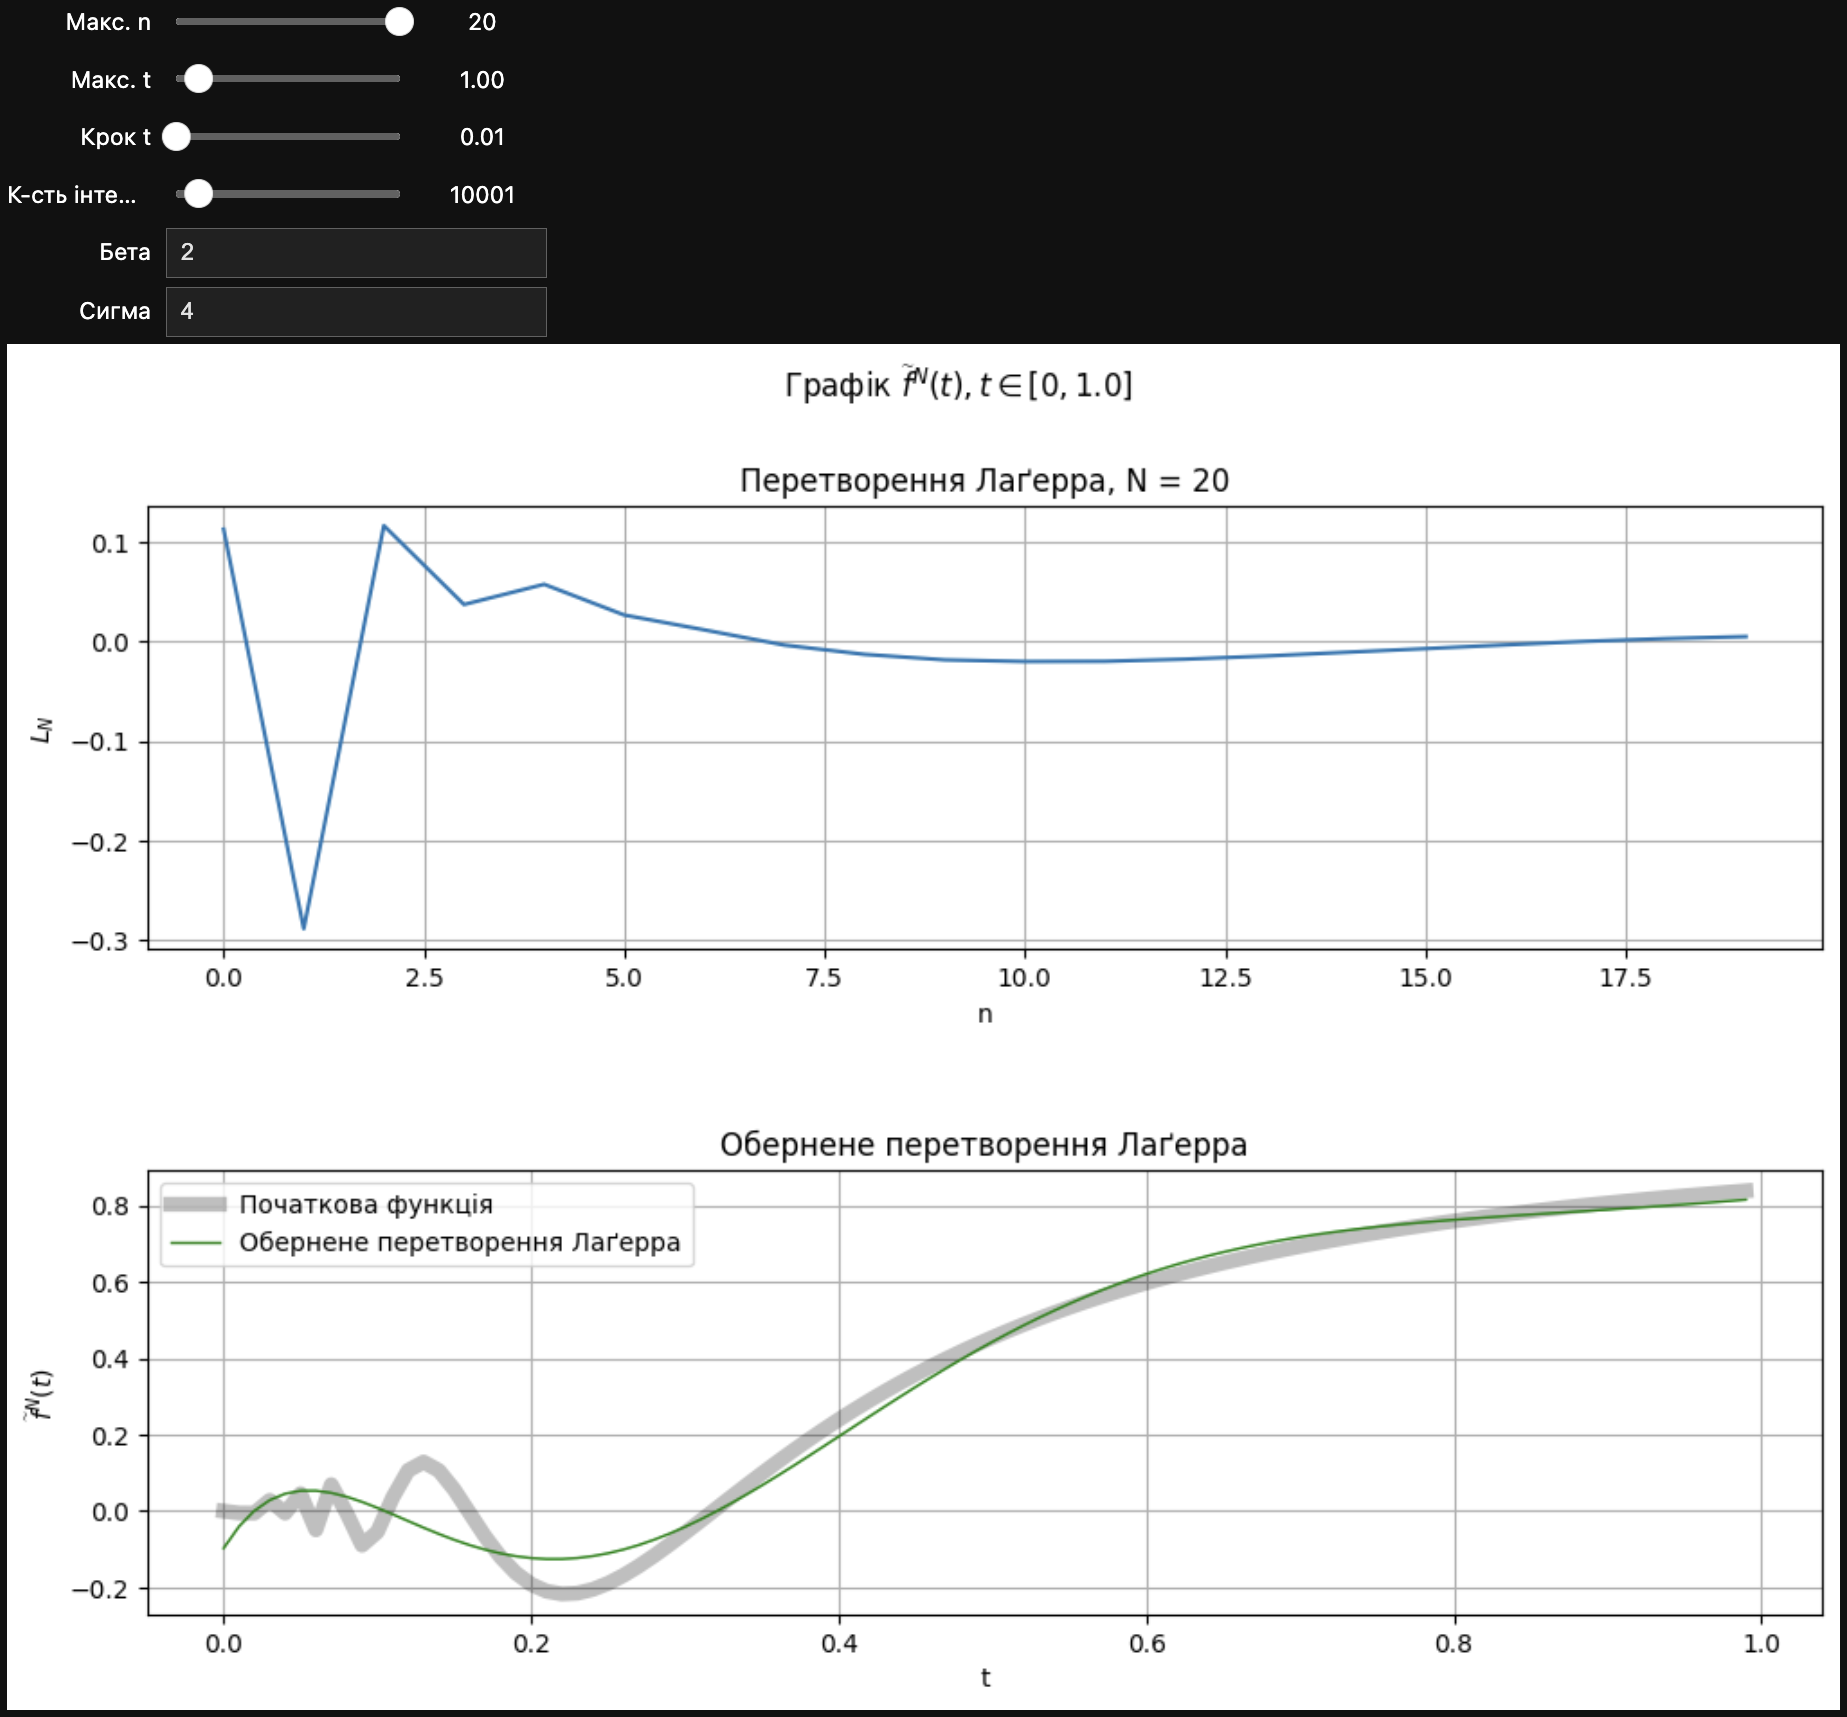 Макс. n 20
Макс. t 1.00
Крок t 0.01
К-сть інте... 10001
Бета 2
Сигма 4
Графік f̃ᴺ(t), t ∈ [0, 1.0]
Перетворення Лаґерра, N = 20
0.1
0.0
−0.1
−0.2
−0.3
L_N
0.0 2.5 5.0 7.5 10.0 12.5 15.0 17.5
n
Обернене перетворення Лаґерра
Початкова функція
Обернене перетворення Лаґерра
0.8
0.6
0.4
0.2
0.0
−0.2
f̃ᴺ(t)
0.0 0.2 0.4 0.6 0.8 1.0
t